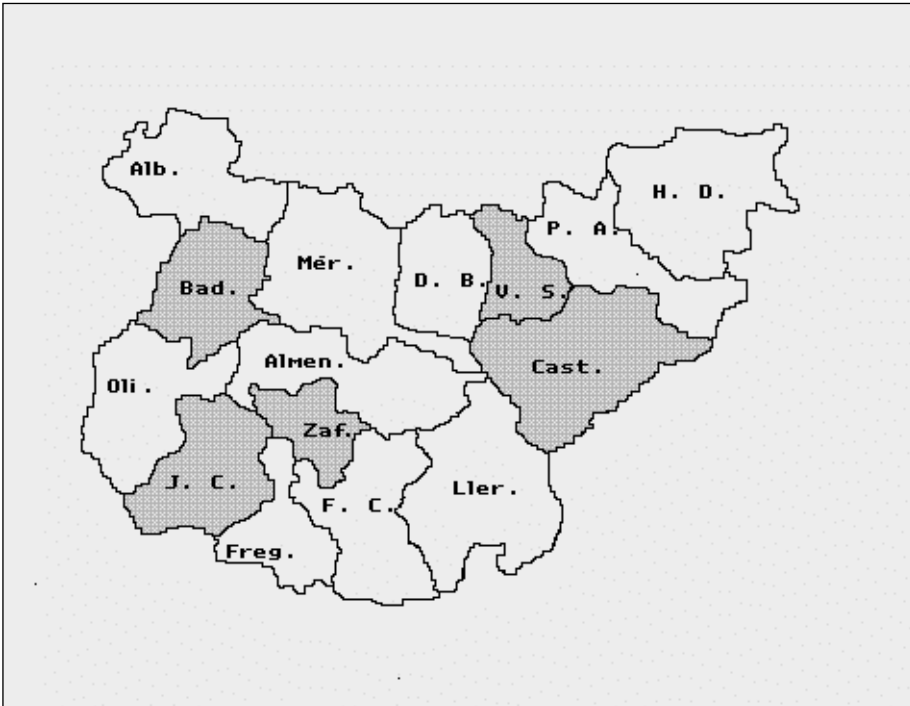 Alb.
H. D.
P. A.
Mér.
D. B.
Bad.
V. S.
Almen.
Cast.
Oli.
Zaf.
J. C.
Ller.
F. C.
Freg.